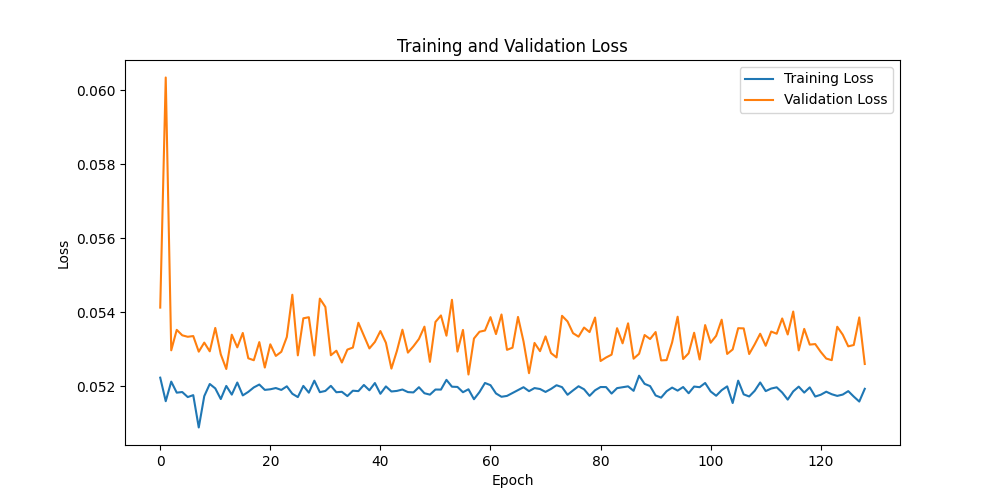 Training and Validation Loss
Training Loss
Validation Loss
0.060
0.058
0.056
0.054
0.052
Loss
0 20 40 60 80 100 120
Epoch